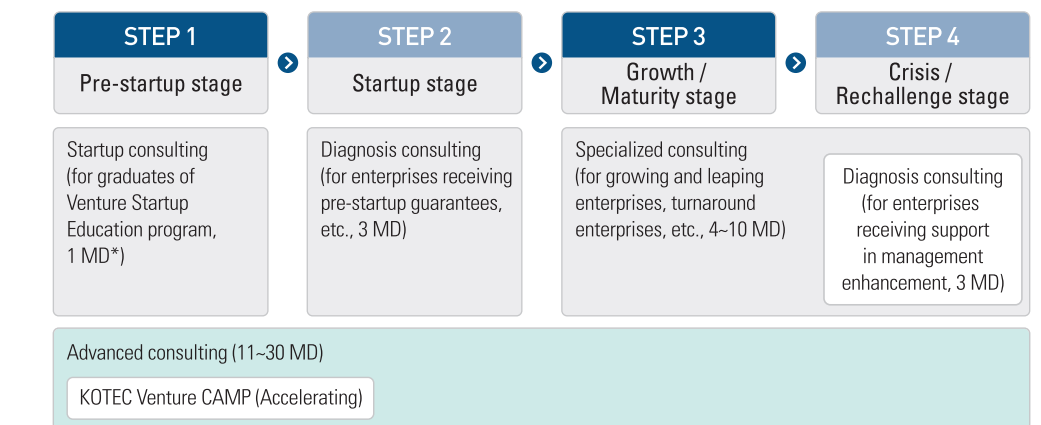 STEP 1
Pre-startup stage
STEP 2
Startup stage
STEP 3
Growth /
Maturity stage
STEP 4
Crisis /
Rechallenge stage
Startup consulting
(for graduates of
Venture Startup
Education program,
1 MD*)
Diagnosis consulting
(for enterprises receiving
pre-startup guarantees,
etc., 3 MD)
Specialized consulting
(for growing and leaping
enterprises, turnaround
enterprises, etc., 4~10 MD)
Diagnosis consulting
(for enterprises
receiving support
in management
enhancement, 3 MD)
Advanced consulting (11~30 MD)
KOTEC Venture CAMP (Accelerating)